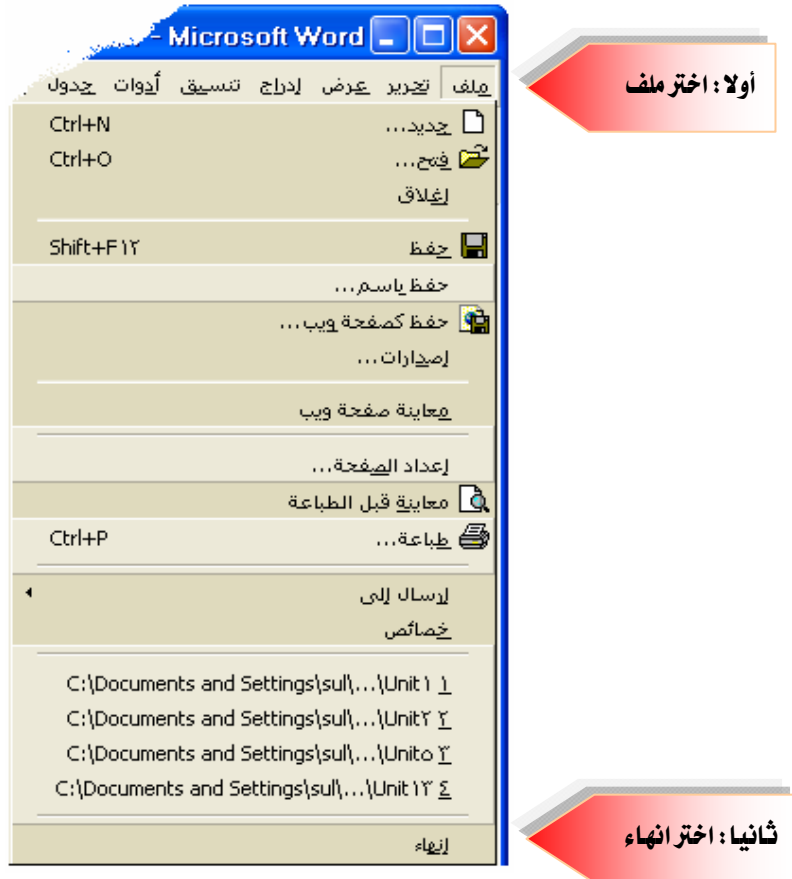 - Microsoft Word
أولا : اختر ملف
ملف تحرير عرض إدراج تنسيق أدوات جدول
جديد... Ctrl+N
فتح... Ctrl+O
إغلاق
حفظ Shift+F١٢
حفظ باسم...
حفظ كصفحة ويب...
إصدارات...
معاينة صفحة ويب
إعداد الصفحة...
معاينة قبل الطباعة
طباعة... Ctrl+P
إرسال إلى
خصائص
١ C:\Documents and Settings\sul\...\Unit١
٢ C:\Documents and Settings\sul\...\Unit٢
٣ C:\Documents and Settings\sul\...\Unit٥
٤ C:\Documents and Settings\sul\...\Unit١٣
ثانيا : اختر انهاء
إنهاء